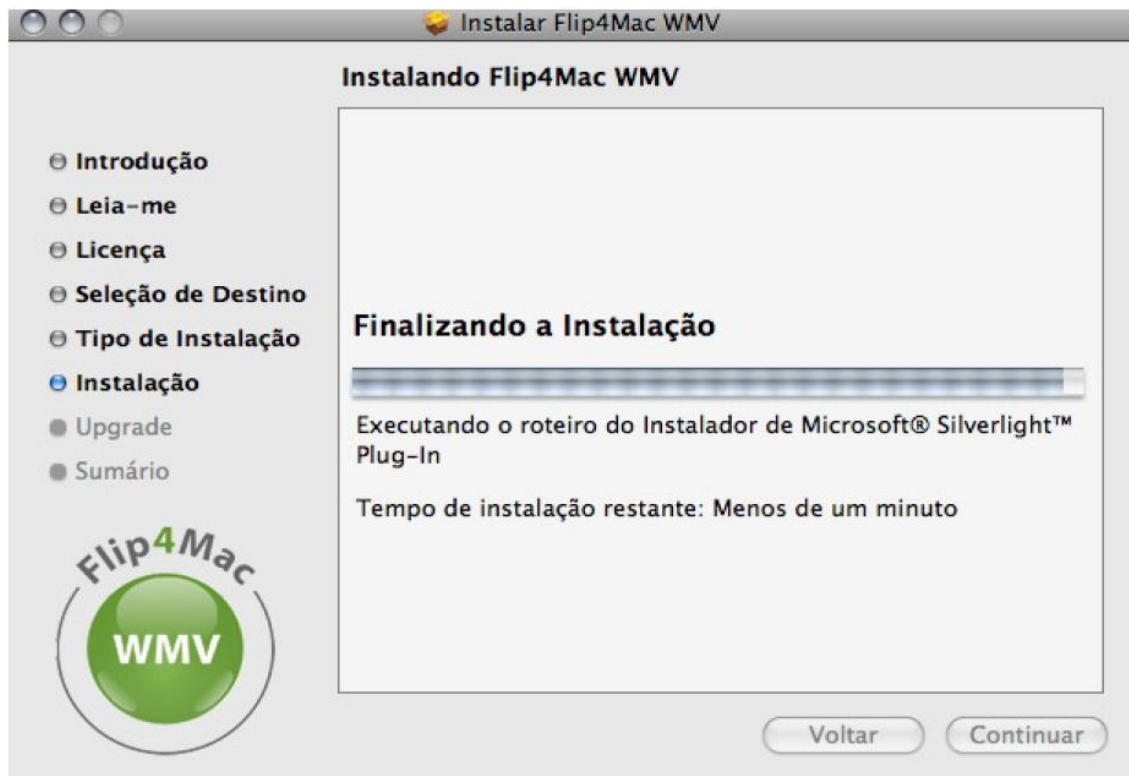 Instalar Flip4Mac WMV
Instalando Flip4Mac WMV
Introdução
Leia-me
Licença
Seleção de Destino
Tipo de Instalação
Instalação
Upgrade
Sumário
Finalizando a Instalação
Executando o roteiro do Instalador de Microsoft® Silverlight™
Plug-In
Tempo de instalação restante: Menos de um minuto
Flip4Mac
WMV
Voltar
Continuar